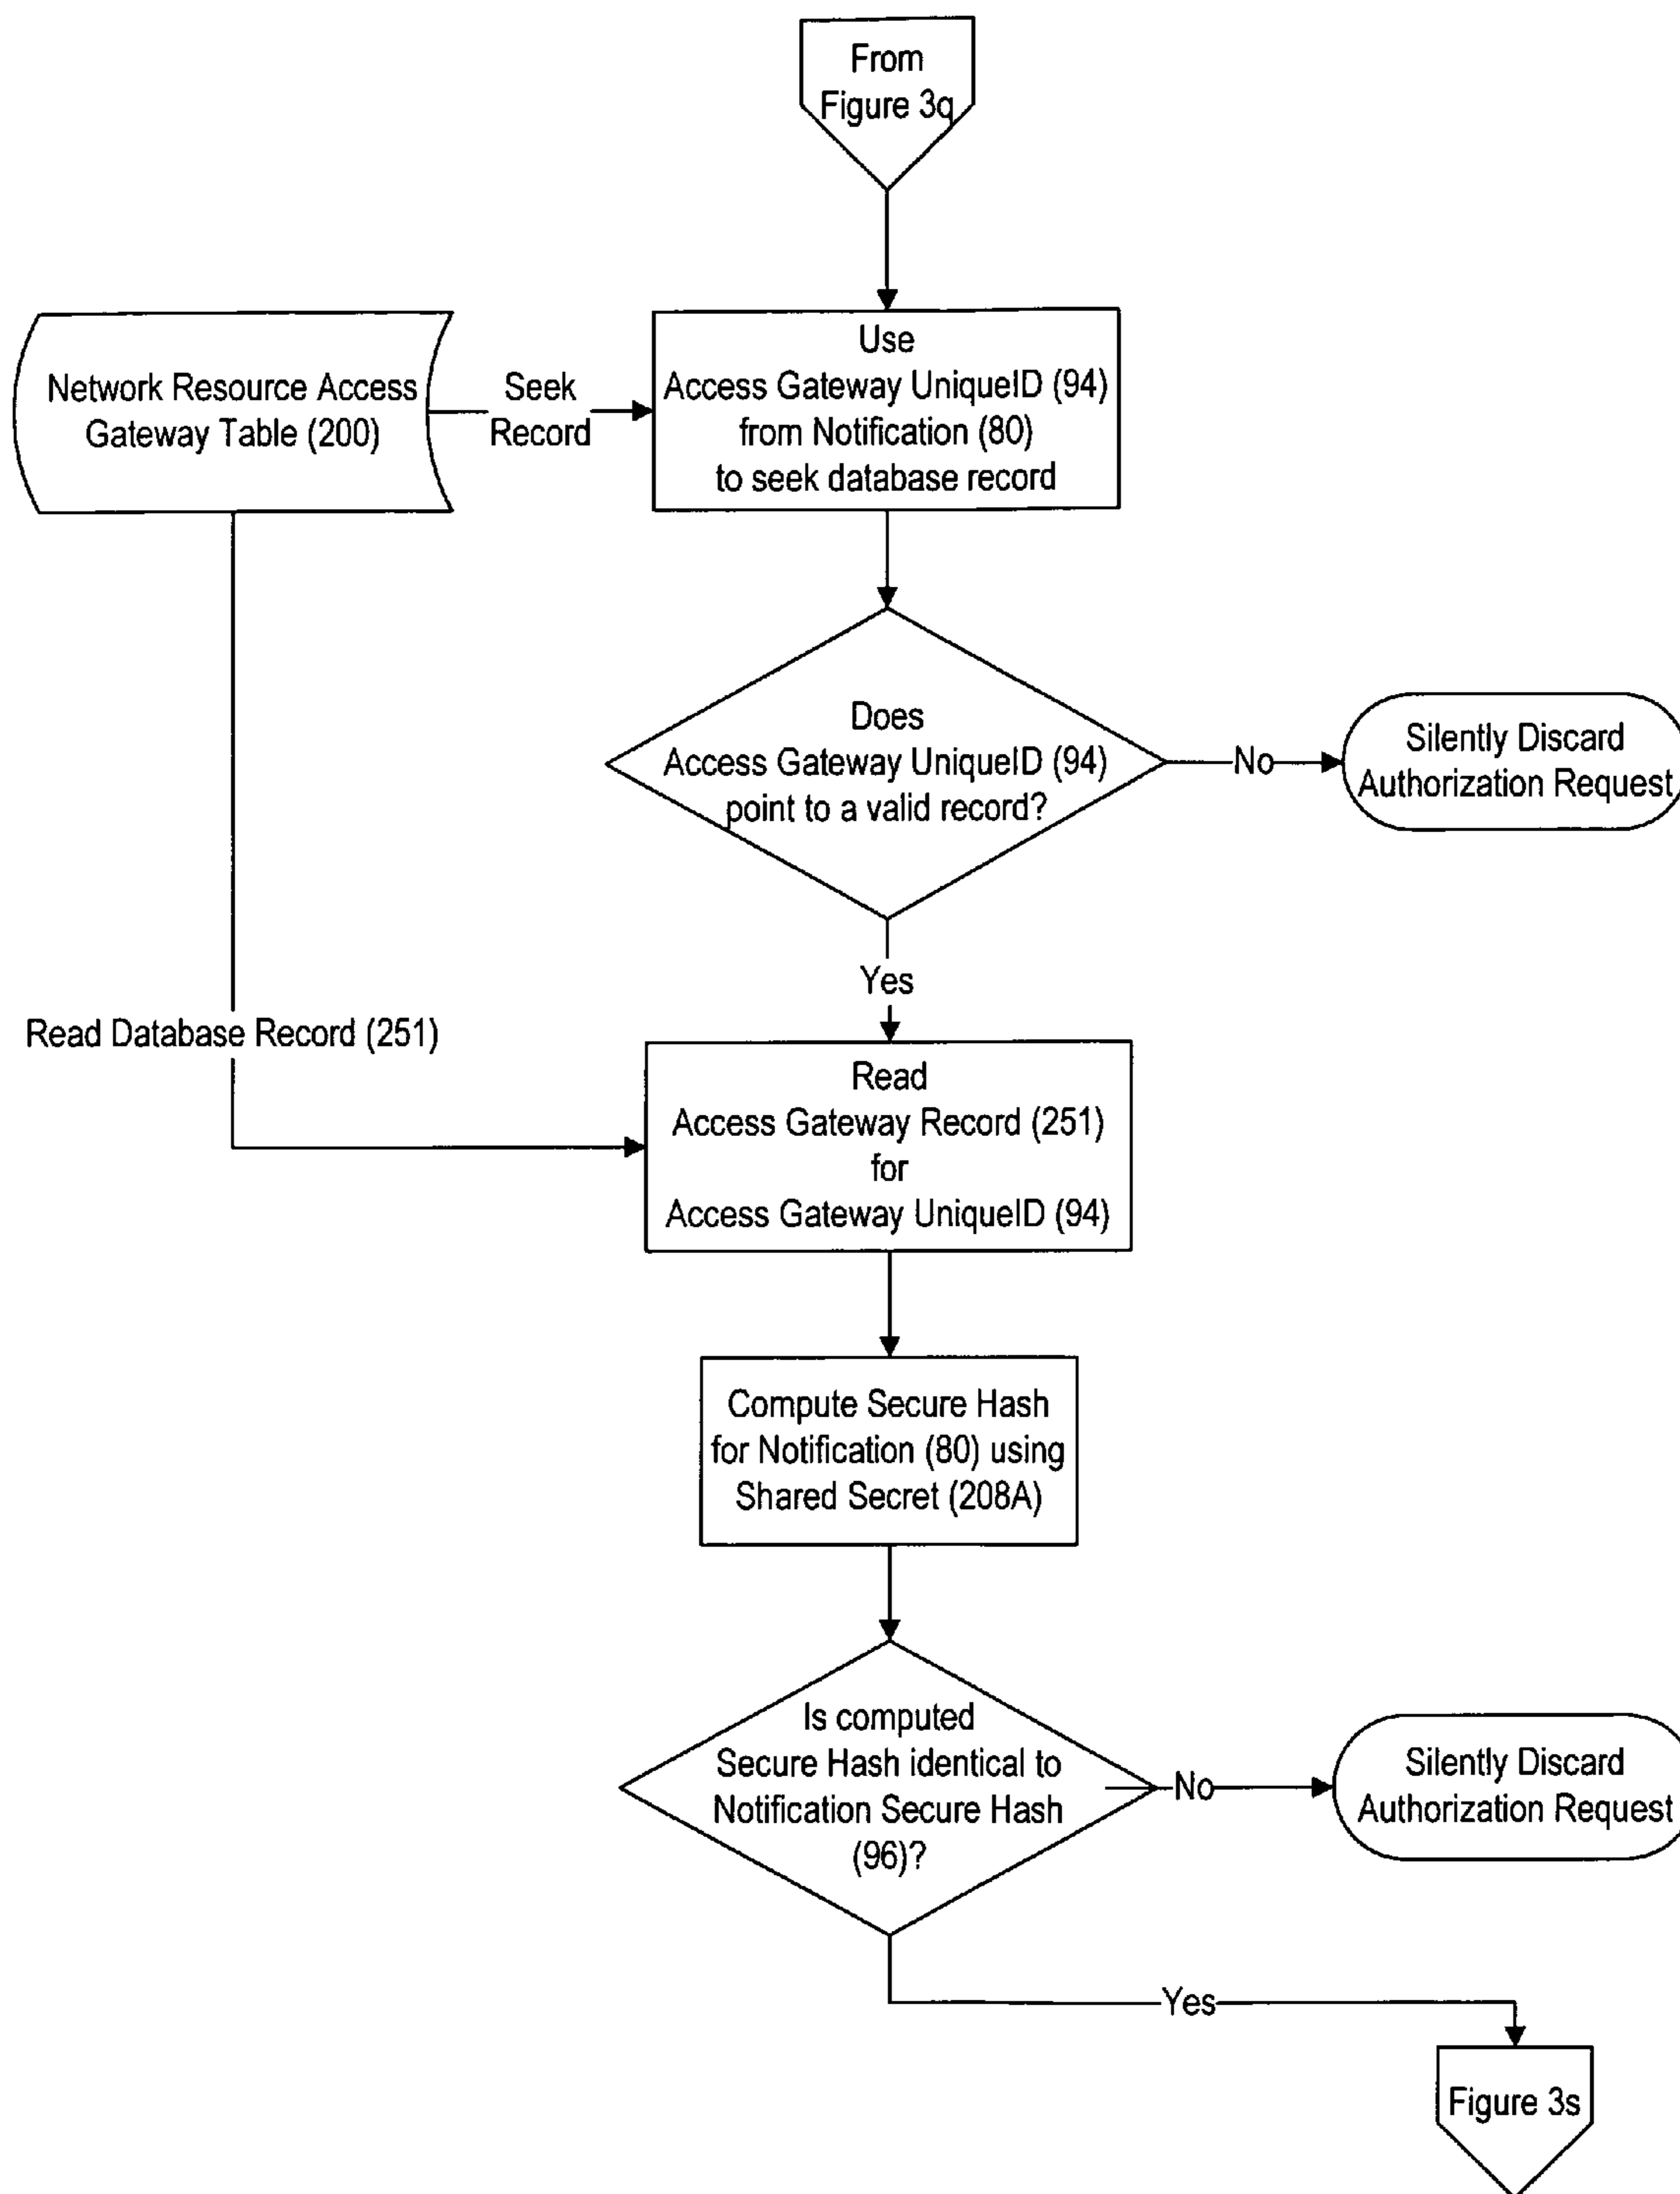 From
Figure 3q
Network Resource Access
Gateway Table (200)
Seek
Record
Use
Access Gateway UniqueID (94)
from Notification (80)
to seek database record
Does
Access Gateway UniqueID (94)
point to a valid record?
No
Silently Discard
Authorization Request
Yes
Read Database Record (251)
Read
Access Gateway Record (251)
for
Access Gateway UniqueID (94)
Compute Secure Hash
for Notification (80) using
Shared Secret (208A)
Is computed
Secure Hash identical to
Notification Secure Hash
(96)?
No
Silently Discard
Authorization Request
Yes
Figure 3s